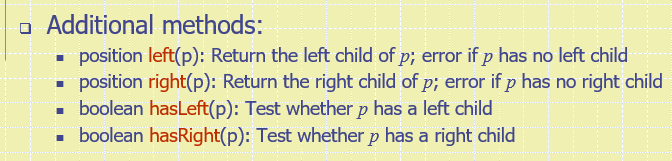 Additional methods:
position left(p): Return the left child of p; error if p has no left child
position right(p): Return the right child of p; error if p has no right child
boolean hasLeft(p): Test whether p has a left child
boolean hasRight(p): Test whether p has a right child